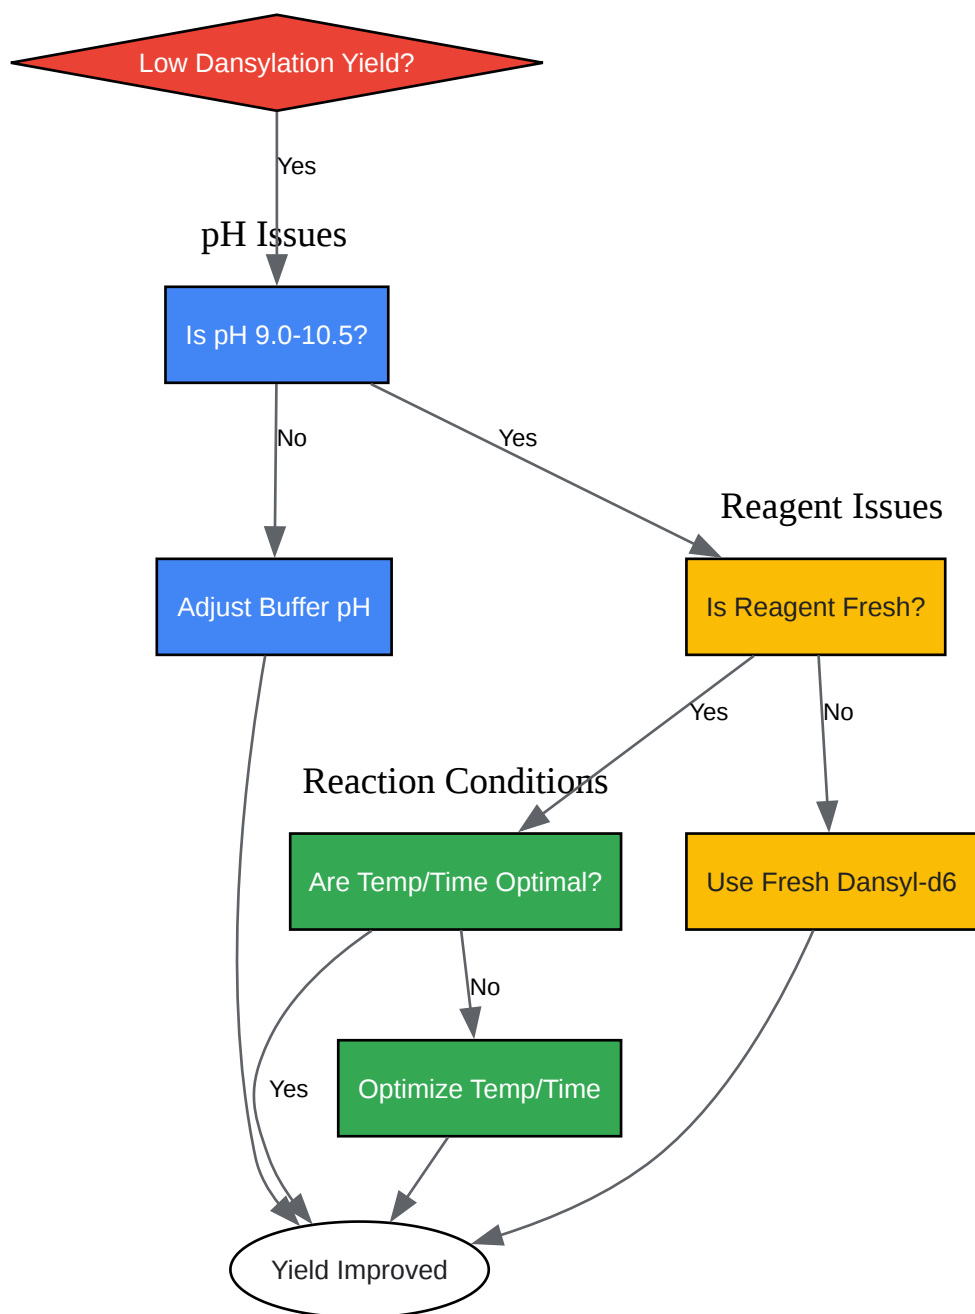 Low Dansylation Yield?
Yes
pH Issues
Is pH 9.0-10.5?
No
Yes
Reagent Issues
Adjust Buffer pH
Is Reagent Fresh?
Yes
No
Reaction Conditions
Are Temp/Time Optimal?
Use Fresh Dansyl-d6
No
Yes
Optimize Temp/Time
Yield Improved